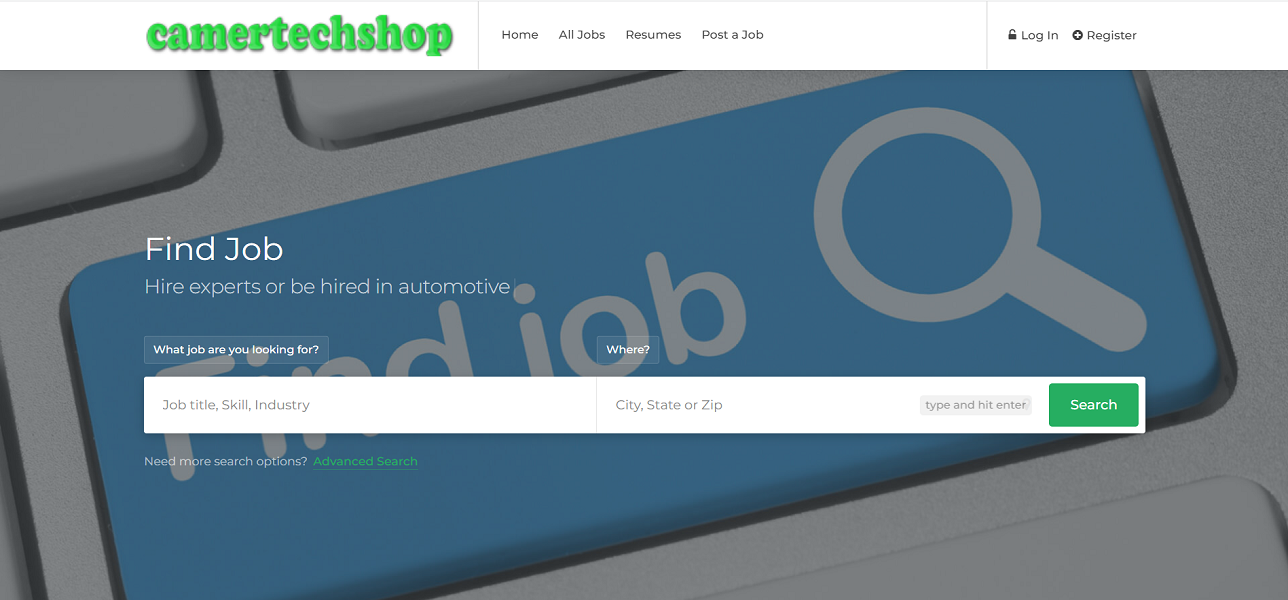 camertechshop
Home All Jobs Resumes Post a Job
Log In Register
Find Job
Hire experts or be hired in automotive
Find job
What job are you looking for? Where?
Job title, Skill, Industry City, State or Zip type and hit enter Search
Need more search options? Advanced Search